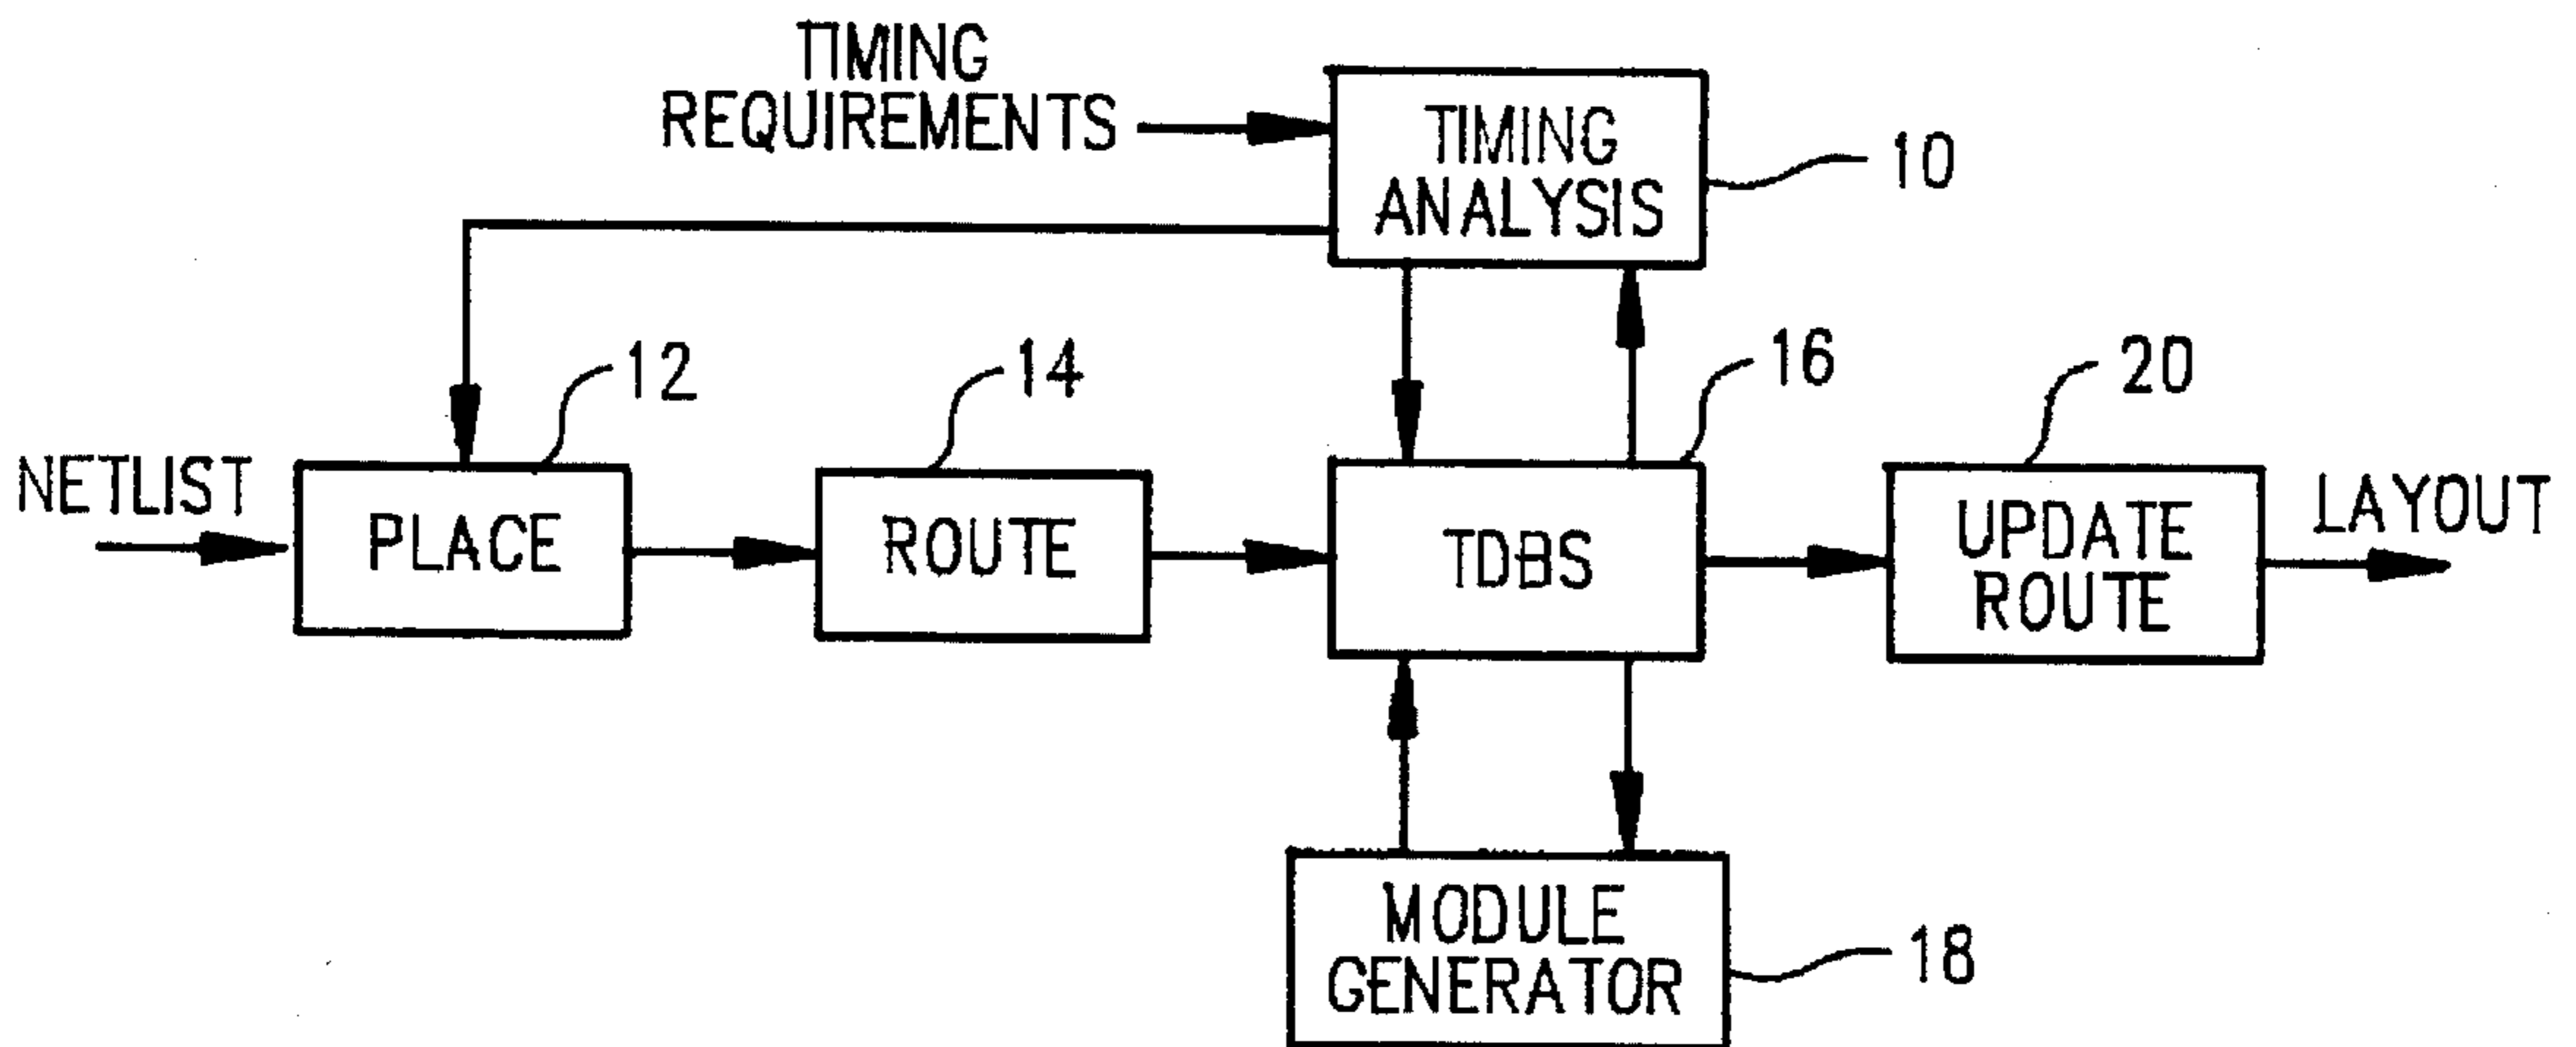 TIMING
REQUIREMENTS
TIMING
ANALYSIS
10
12
14
16
20
NETLIST
PLACE
ROUTE
TDBS
UPDATE
ROUTE
LAYOUT
MODULE
GENERATOR
18